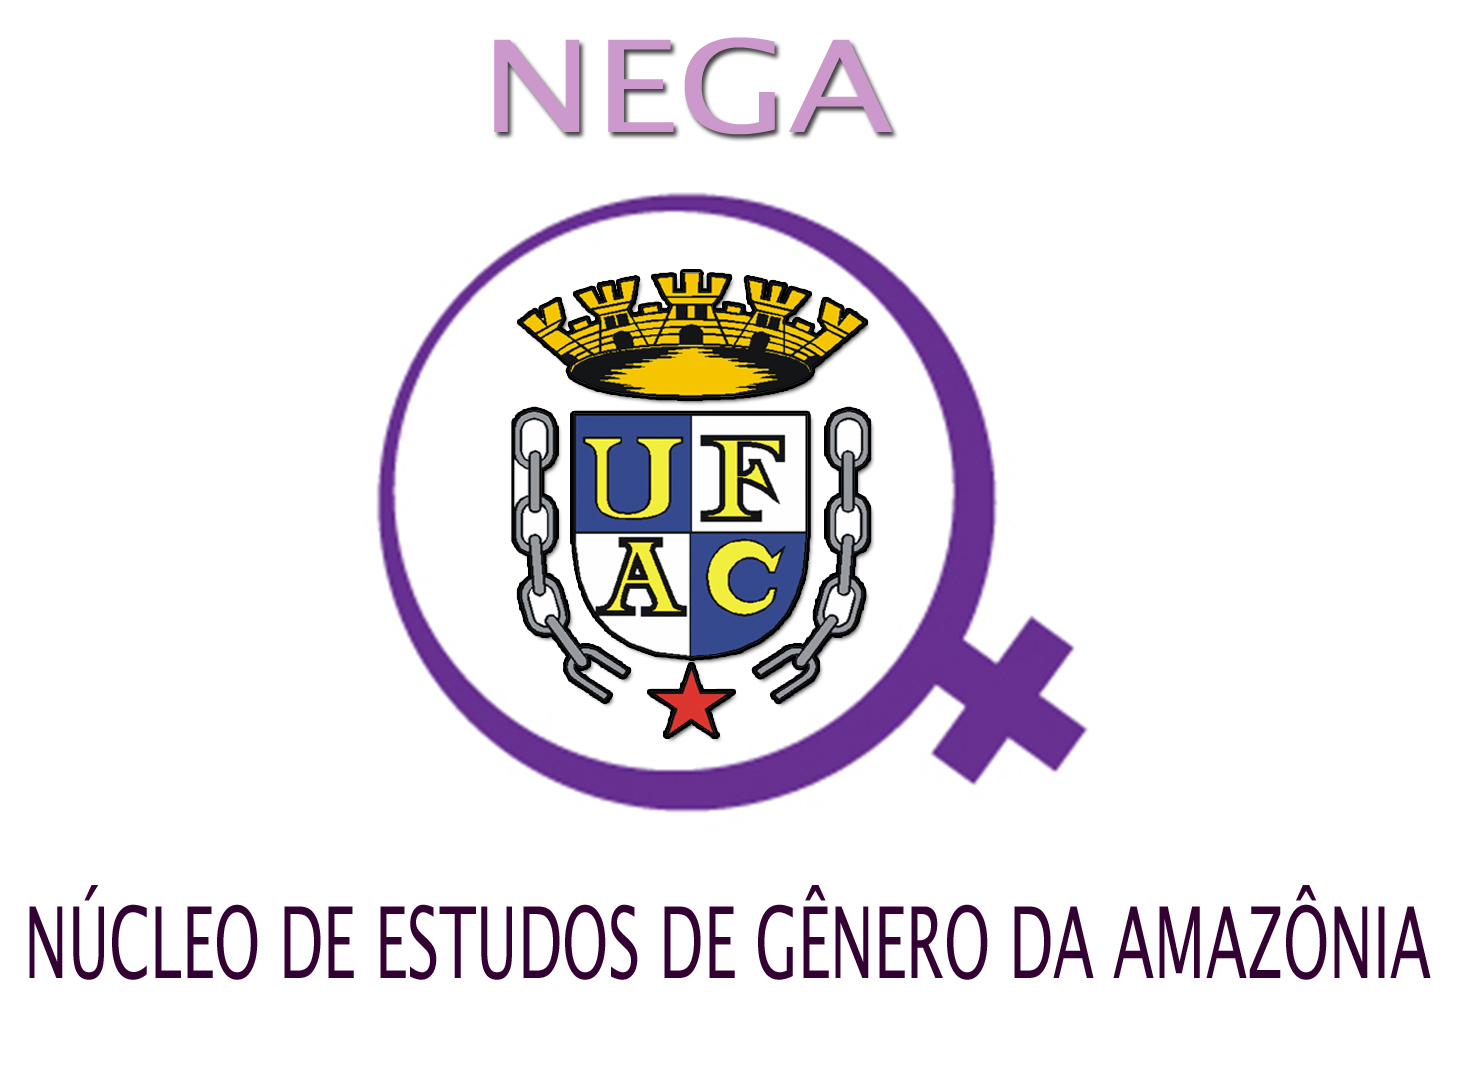 NEGA
UF
AC
NÚCLEO DE ESTUDOS DE GÊNERO DA AMAZÔNIA